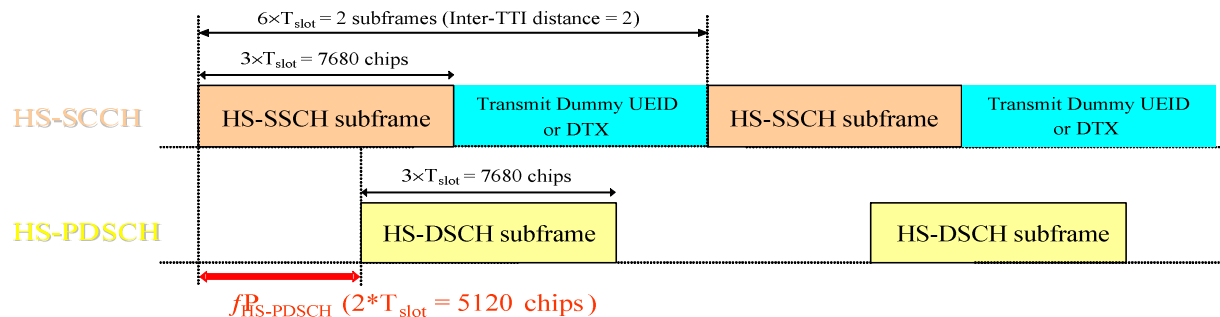 6×Tslot = 2 subframes (Inter-TTI distance = 2)
3×Tslot = 7680 chips
HS-SCCH
HS-SSCH subframe
Transmit Dummy UEID
or DTX
HS-SSCH subframe
Transmit Dummy UEID
or DTX
3×Tslot = 7680 chips
HS-PDSCH
HS-DSCH subframe
HS-DSCH subframe
fPHS-PDSCH (2*Tslot = 5120 chips)